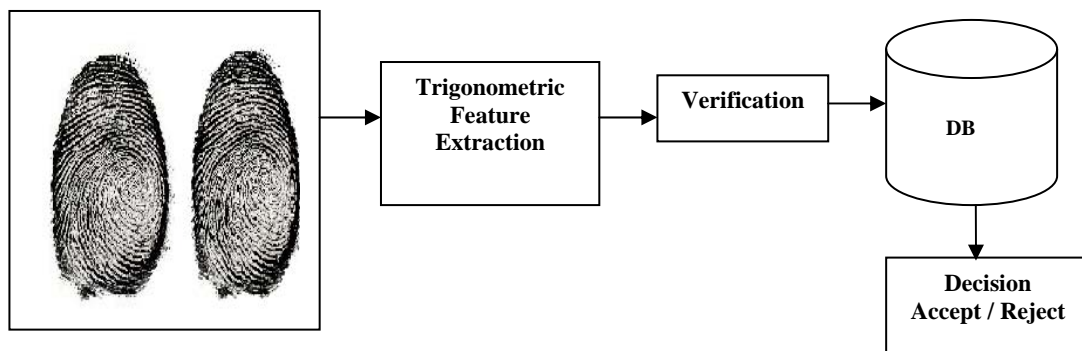 Trigonometric
Feature
Extraction
Verification
DB
Decision
Accept / Reject